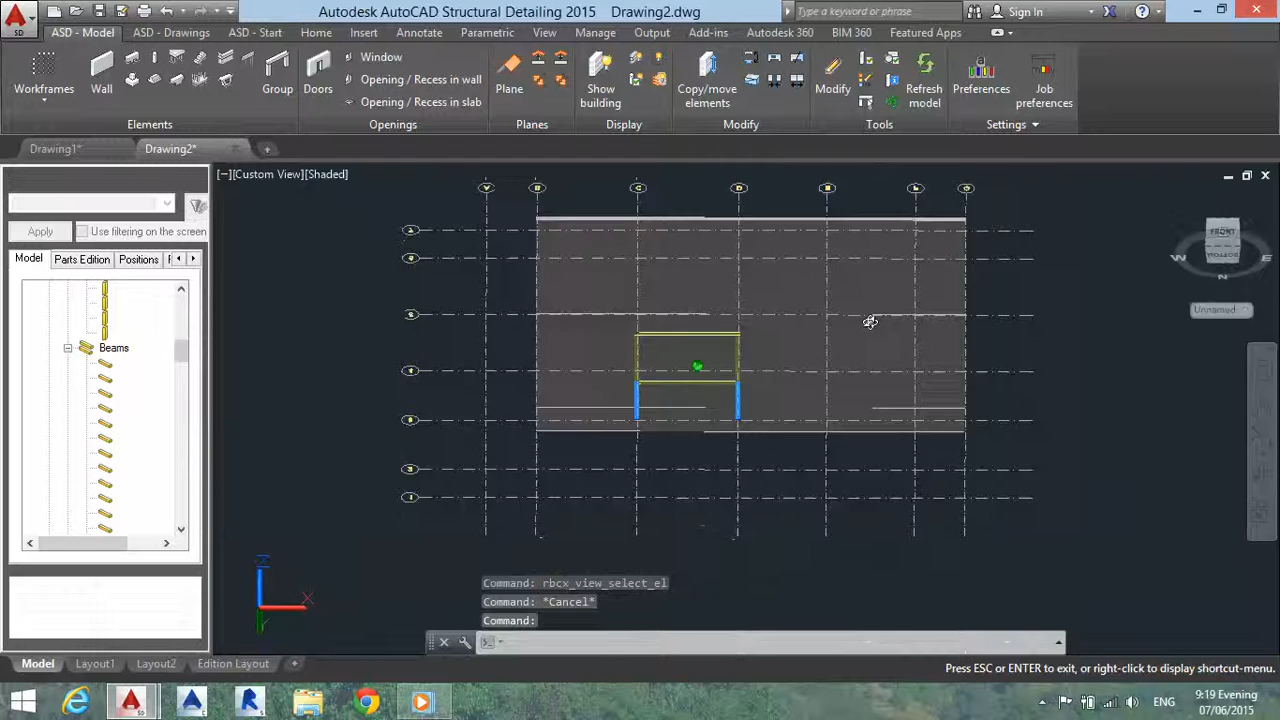 Autodesk AutoCAD Structural Detailing 2015 Drawing2.dwg
Type a keyword or phrase
Sign In
SD
ASD - Model
ASD - Drawings
ASD - Start
Home
Insert
Annotate
Parametric
View
Manage
Output
Add-ins
Autodesk 360
BIM 360
Featured Apps
Workframes
Wall
Group
Elements
Doors
Window
Opening / Recess in wall
Opening / Recess in slab
Openings
Plane
Planes
Show
building
Display
Copy/move
elements
Modify
Modify
Refresh
model
Tools
Preferences
Job
preferences
Settings
Drawing1*
Drawing2*
[−][Custom View][Shaded]
Apply
Use filtering on the screen
Model
Parts Edition
Positions
Beams
C
D
FRONT
W
E
N
Unnamed
X
Y
Command: rbcx_view_select_el
Command: *Cancel*
Command:
Model
Layout1
Layout2
Edition Layout
Press ESC or ENTER to exit, or right-click to display shortcut-menu.
ENG
9:19 Evening
07/06/2015